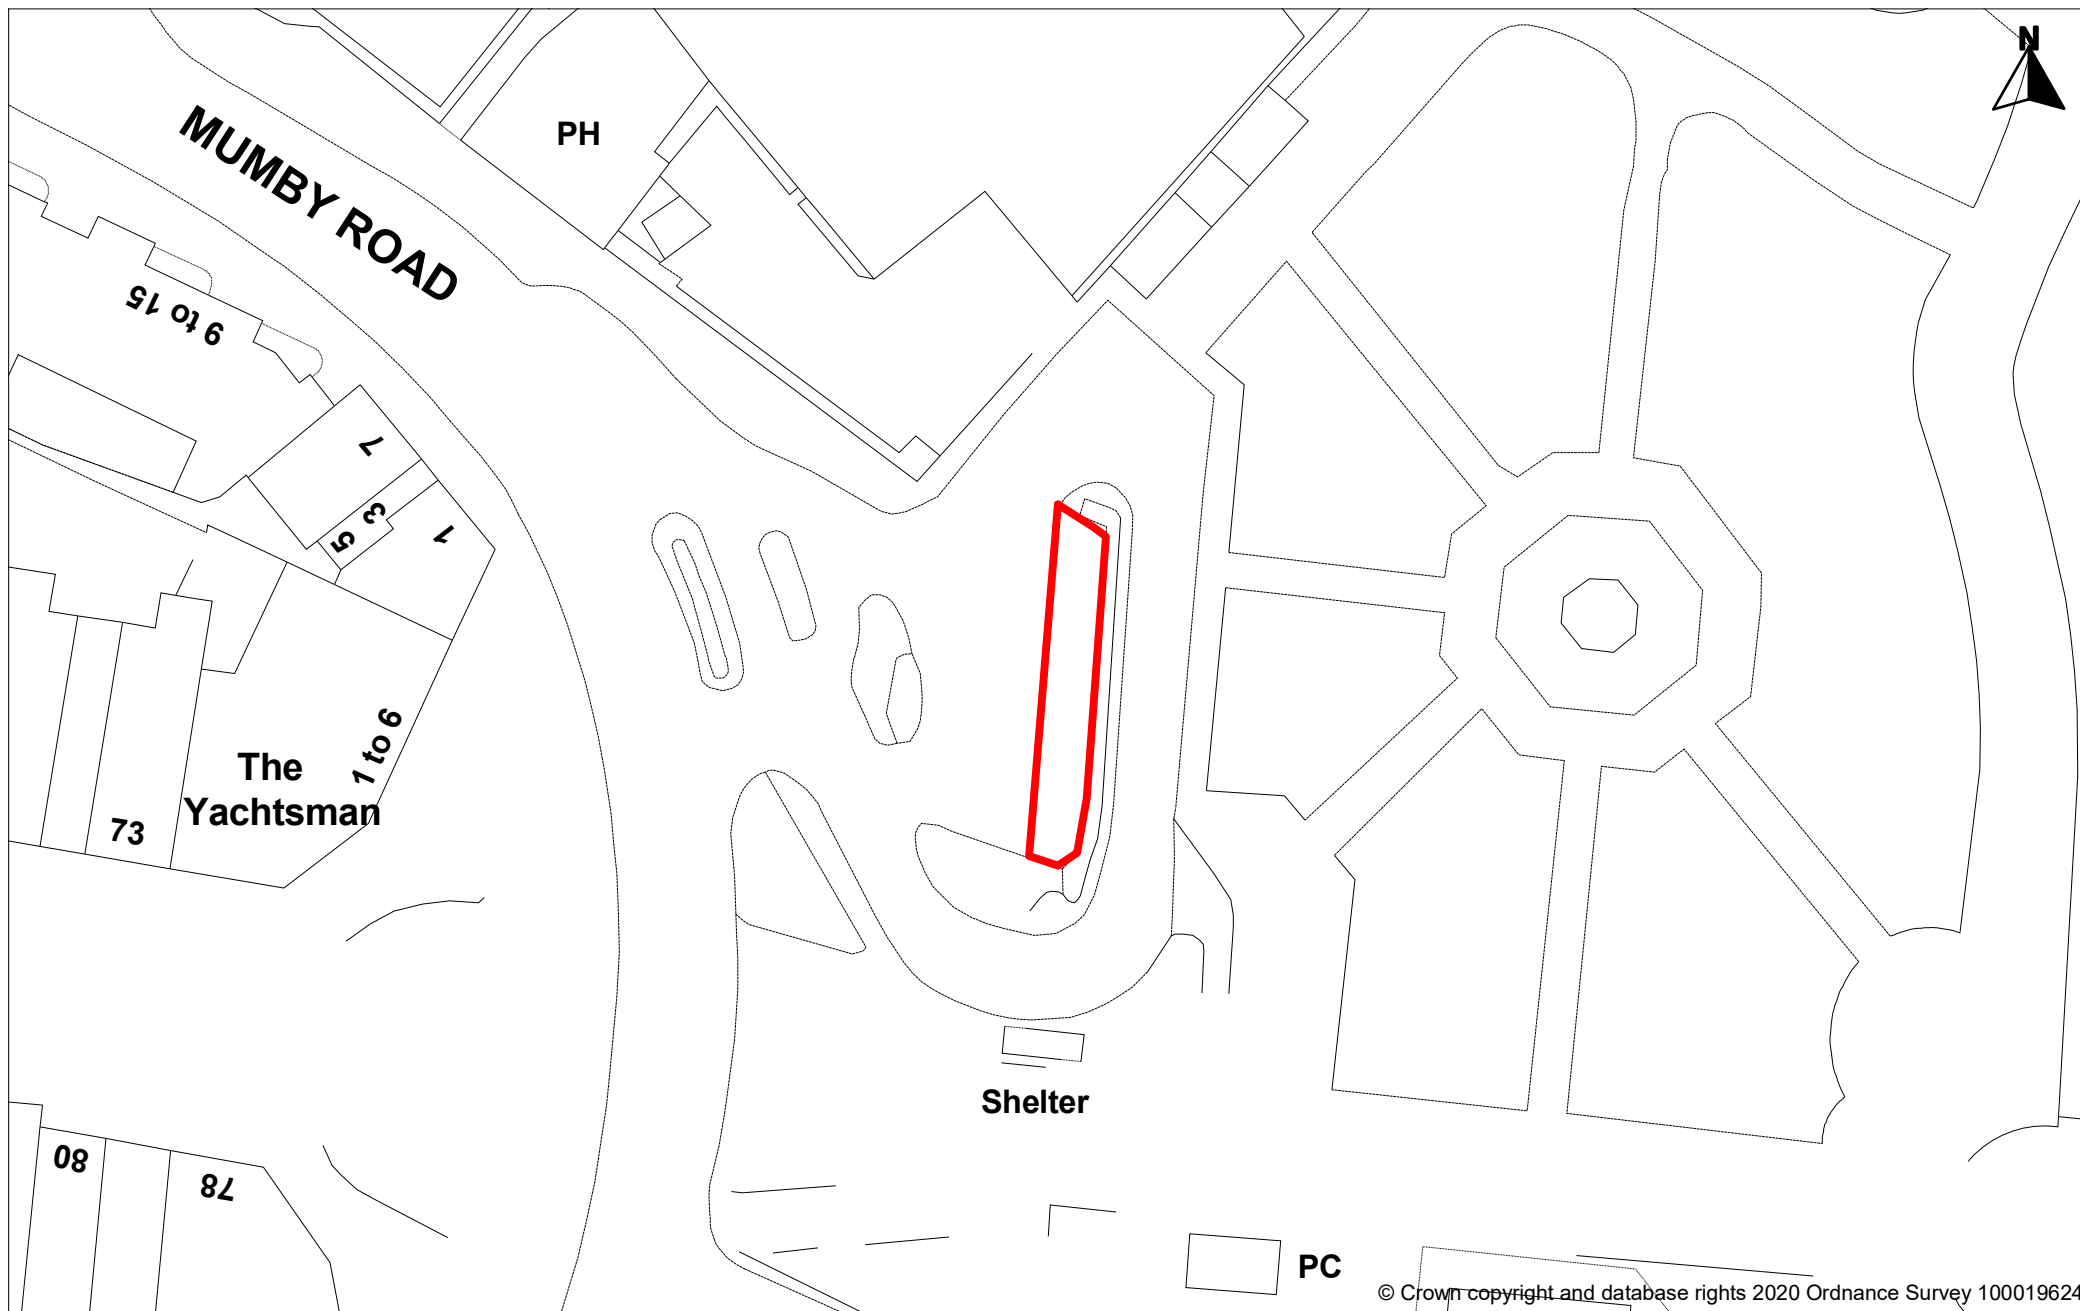 N
PH
MUMBY ROAD
9 to 15
7
3
5
1
1 to 6
The
Yachtsman
73
Shelter
80
78
PC
© Crown copyright and database rights 2020 Ordnance Survey 100019624